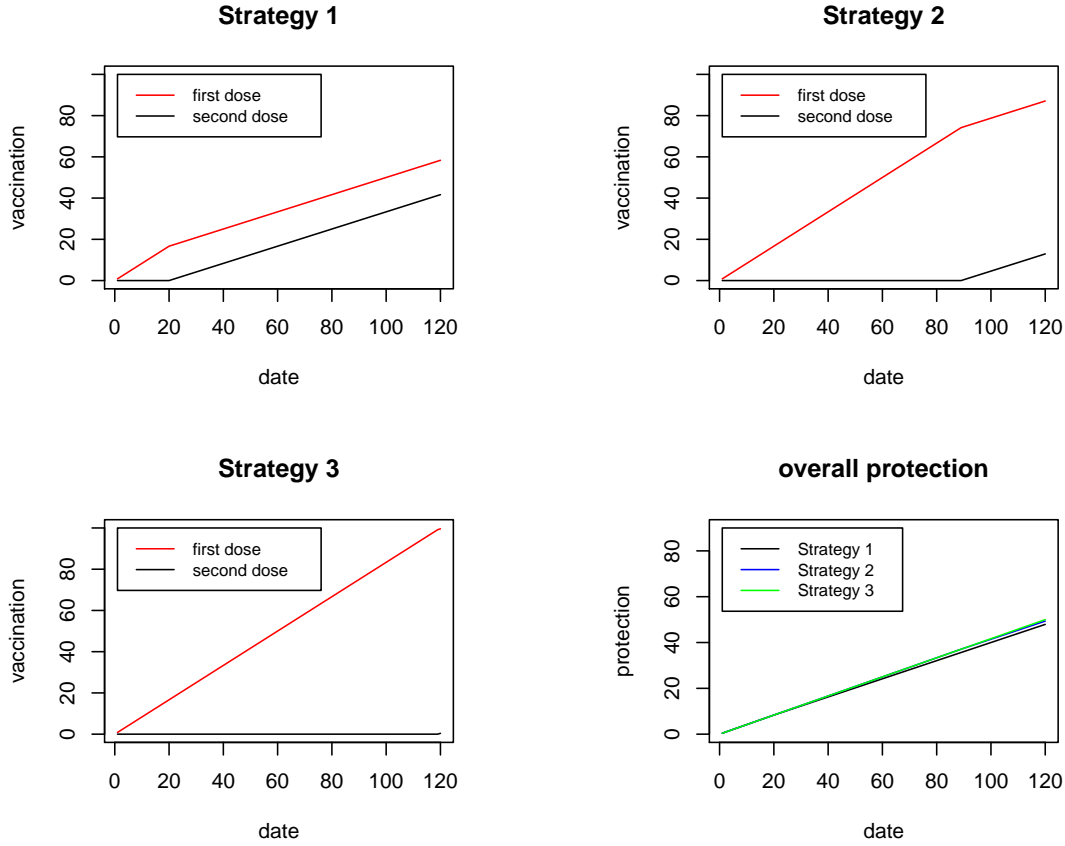 Strategy 1
first dose
second dose
vaccination
0 20 40 60 80
0 20 40 60 80 100 120
date
Strategy 2
first dose
second dose
vaccination
0 20 40 60 80
0 20 40 60 80 100 120
date
Strategy 3
first dose
second dose
vaccination
0 20 40 60 80
0 20 40 60 80 100 120
date
overall protection
Strategy 1
Strategy 2
Strategy 3
protection
0 20 40 60 80
0 20 40 60 80 100 120
date